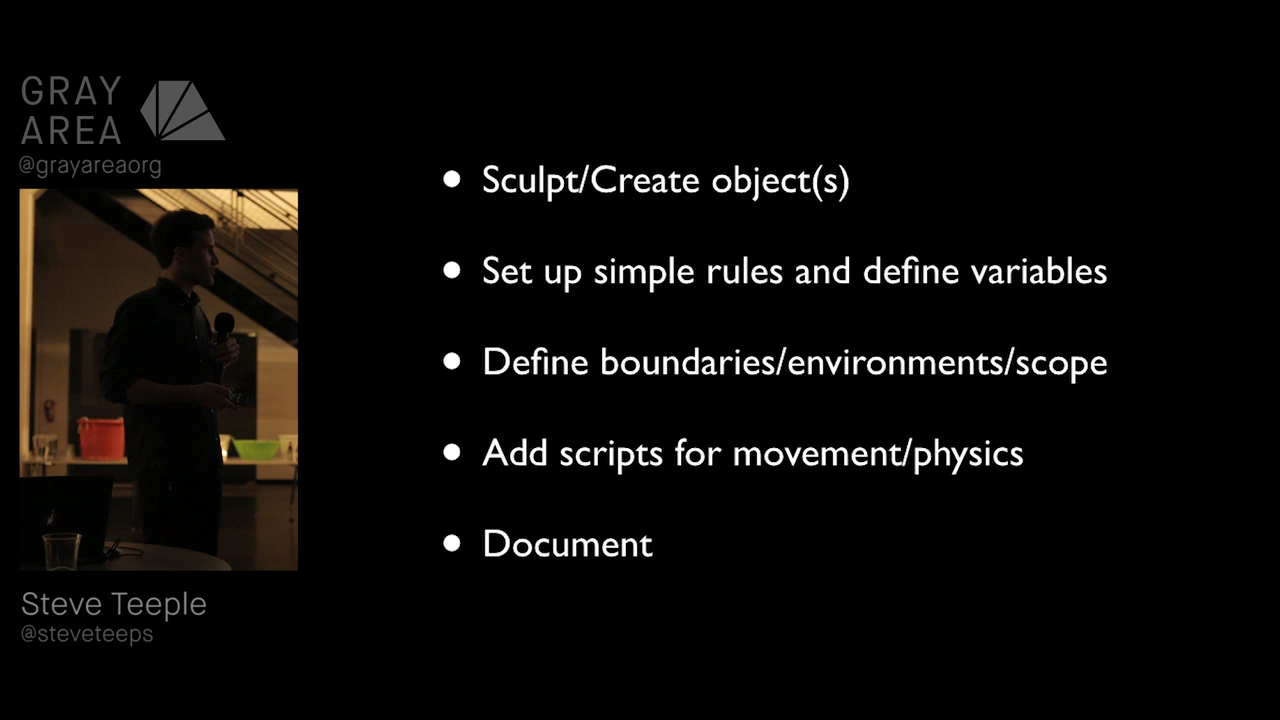 GRAY
AREA
@grayareaorg
• Sculpt/Create object(s)
• Set up simple rules and define variables
• Define boundaries/environments/scope
• Add scripts for movement/physics
• Document
Steve Teeple
@steveteeps